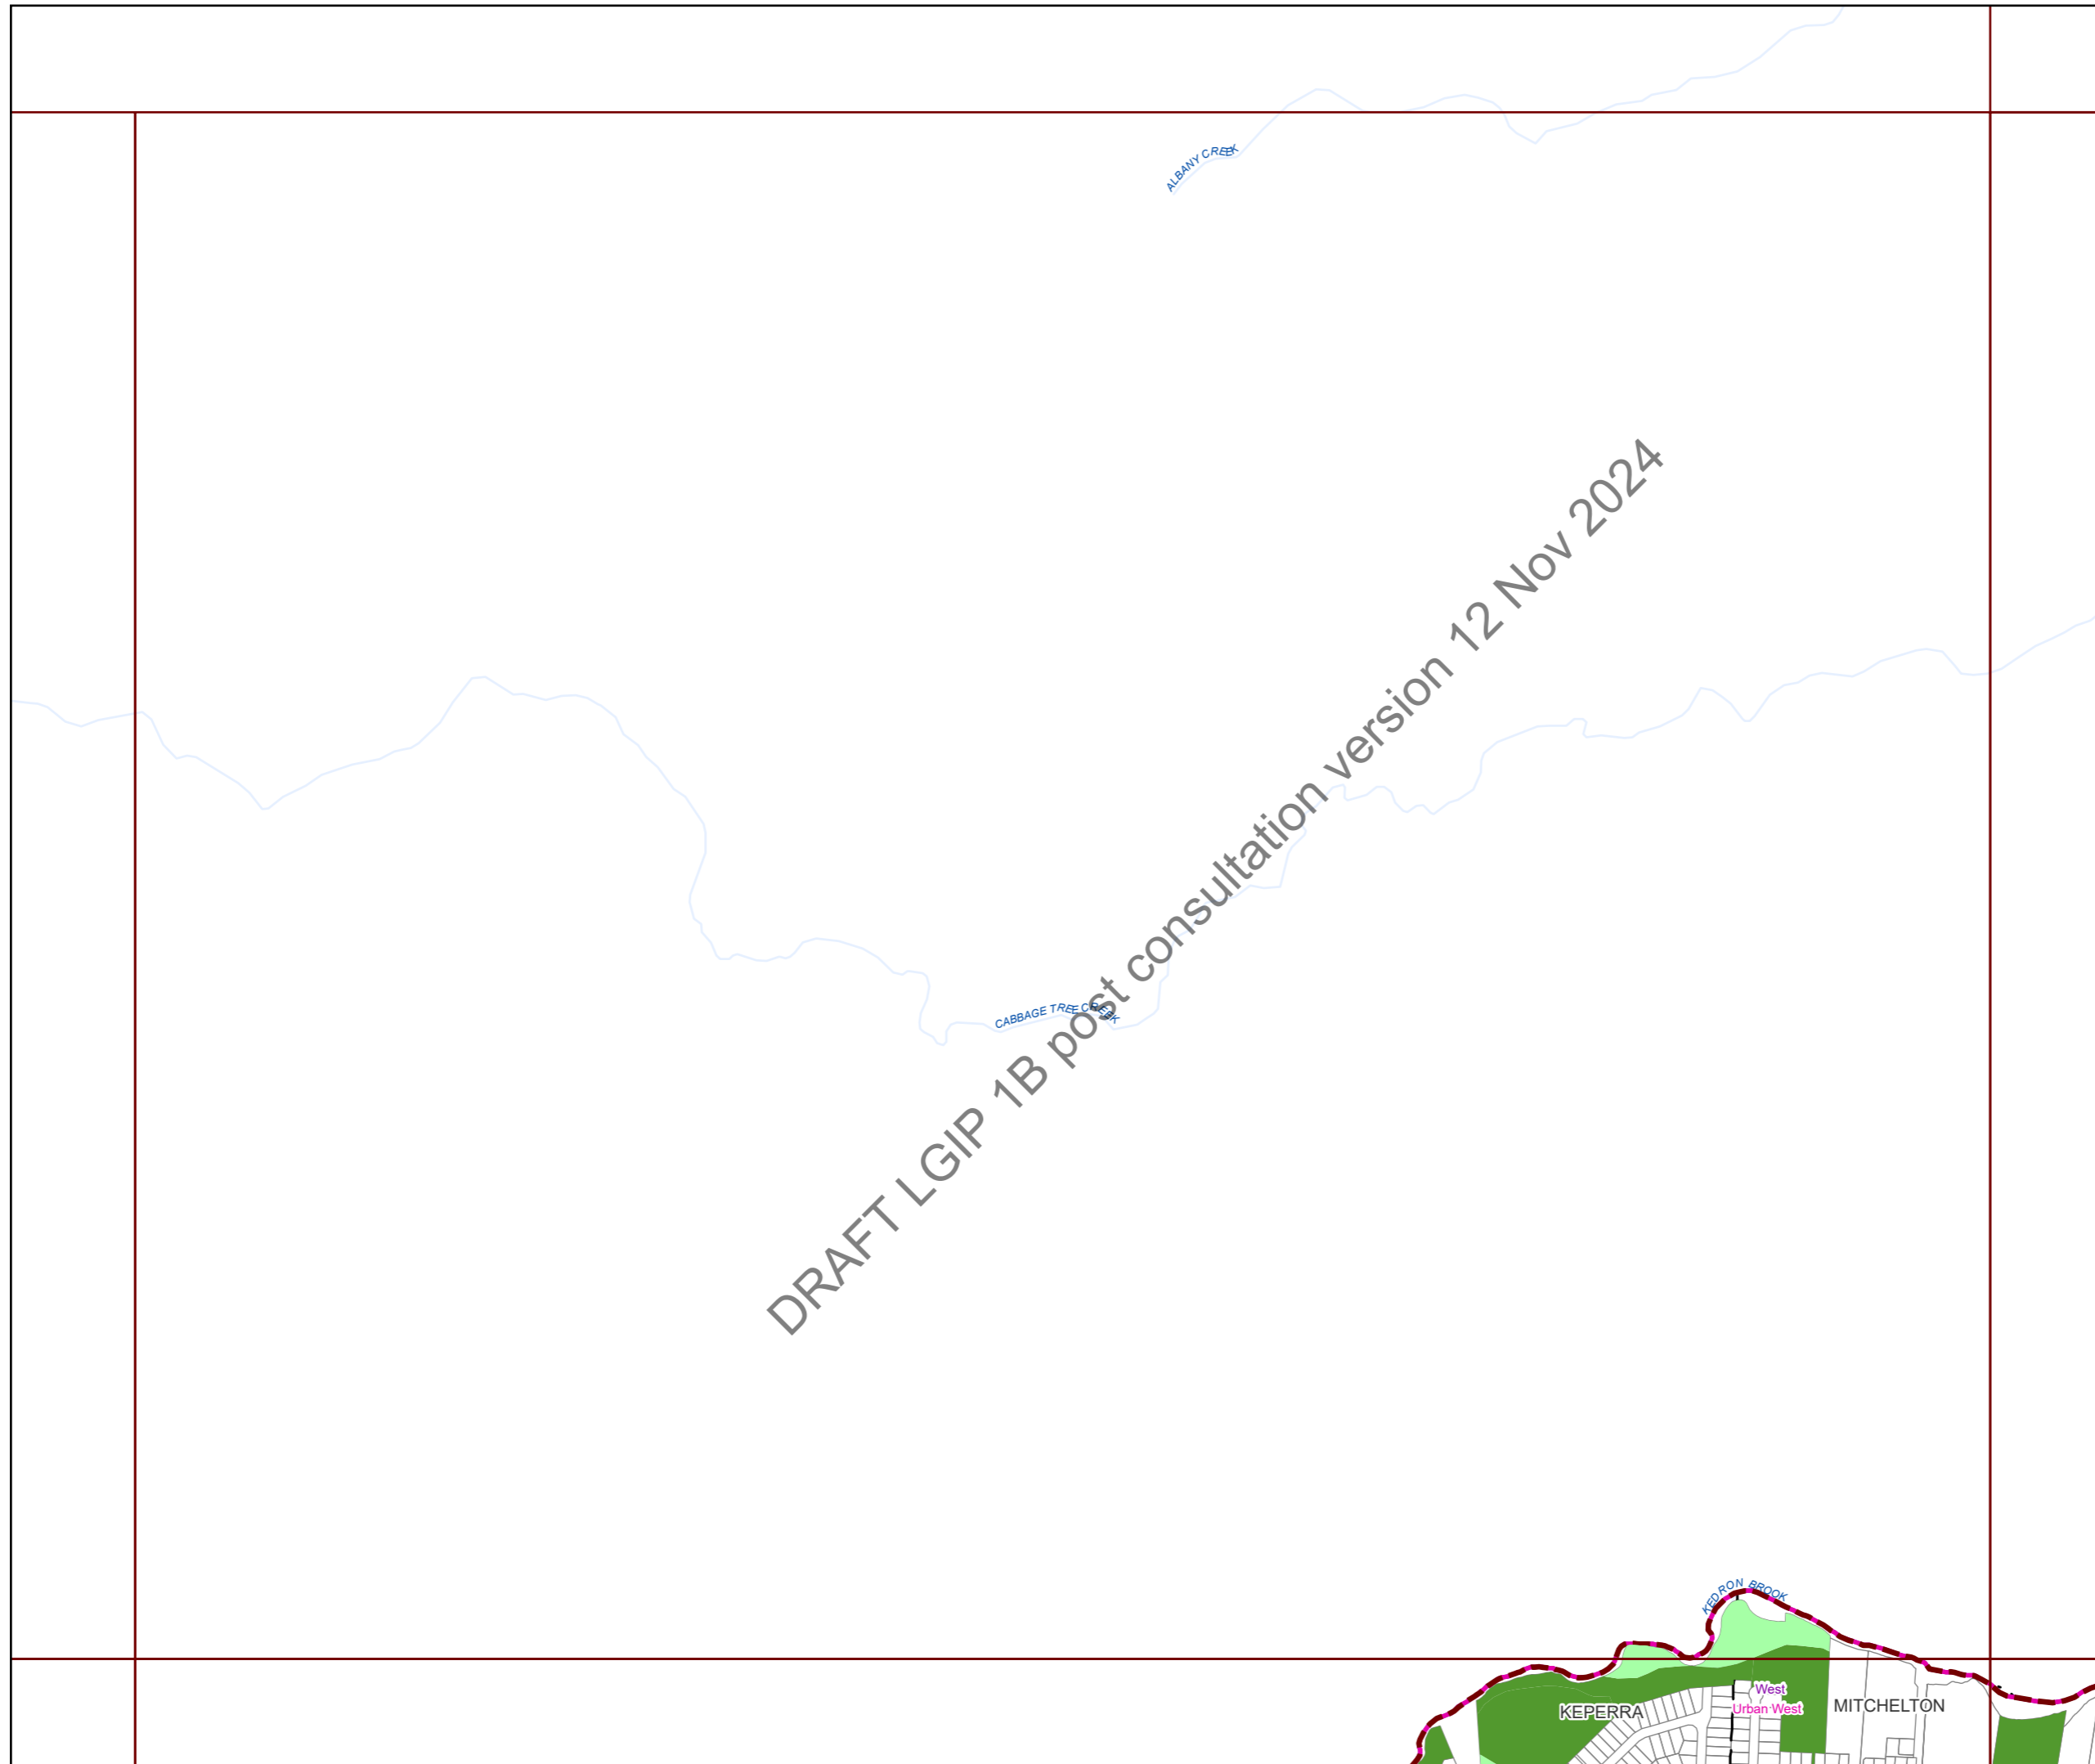 ALBANY CREEK
DRAFT LGIP 1B post consultation version 12 Nov 2024
CABBAGE TREE CREEK
KEDRON BROOK
West
Urban West
KEPERRA
MITCHELTON